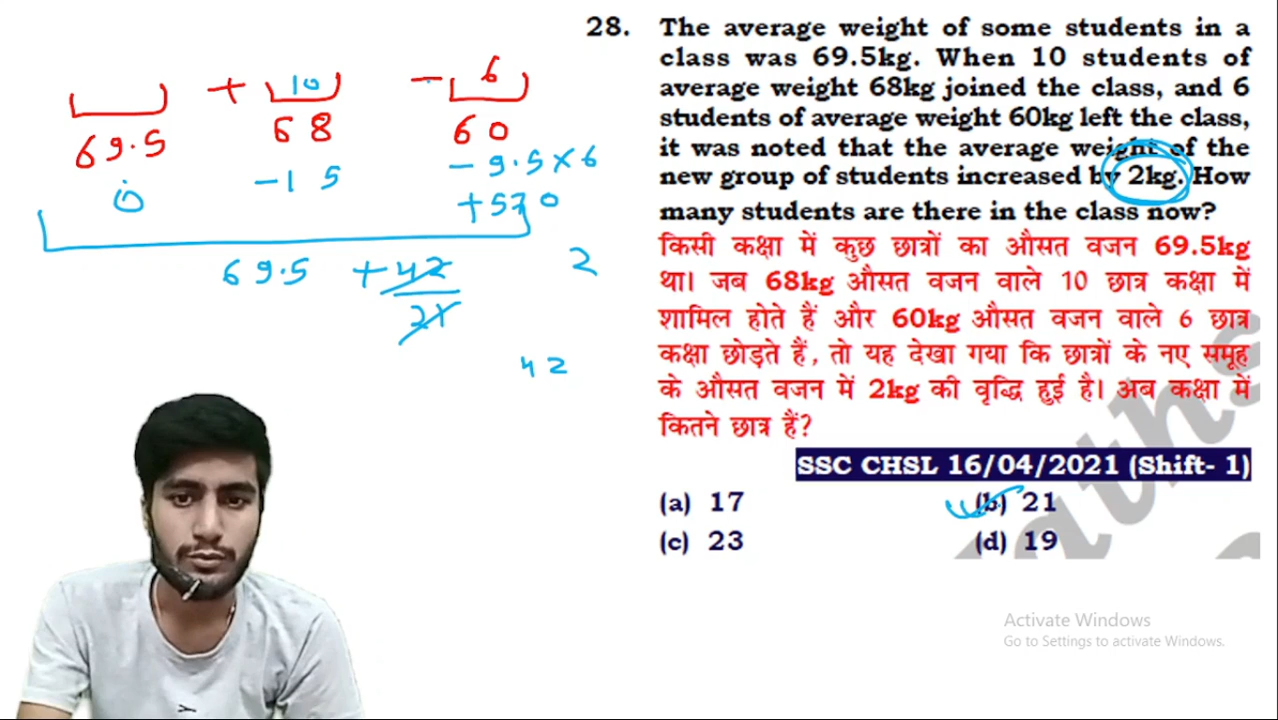 28. The average weight of some students in a
class was 69.5kg. When 10 students of
average weight 68kg joined the class, and 6
students of average weight 60kg left the class,
it was noted that the average weight of the
new group of students increased by 2kg. How
many students are there in the class now?
किसी कक्षा में कुछ छात्रों का औसत वजन 69.5kg
था। जब 68kg औसत वजन वाले 10 छात्र कक्षा में
शामिल होते हैं और 60kg औसत वजन वाले 6 छात्र
कक्षा छोड़ते हैं, तो यह देखा गया कि छात्रों के नए समूह
के औसत वजन में 2kg की वृद्धि हुई है। अब कक्षा में
कितने छात्र हैं?
SSC CHSL 16/04/2021 (Shift- 1)
(a) 17 (b) 21
(c) 23 (d) 19
+ 10 - 6
69.5 68 60
0 -15 -9.5×6
+570
69.5 +42 2
21
42
Activate Windows
Go to Settings to activate Windows.